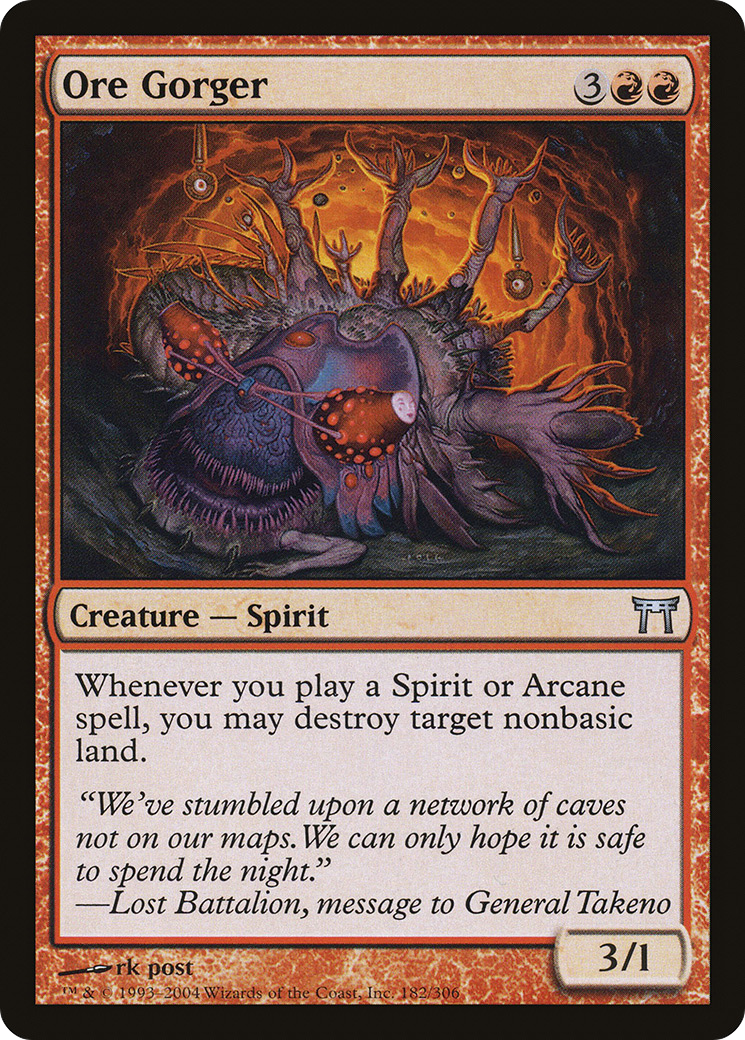 Ore Gorger 3
Creature — Spirit
Whenever you play a Spirit or Arcane
spell, you may destroy target nonbasic
land.
“We’ve stumbled upon a network of caves
not on our maps. We can only hope it is safe
to spend the night.”
—Lost Battalion, message to General Takeno
3/1
rk post
™ & © 1993–2004 Wizards of the Coast, Inc. 182/306